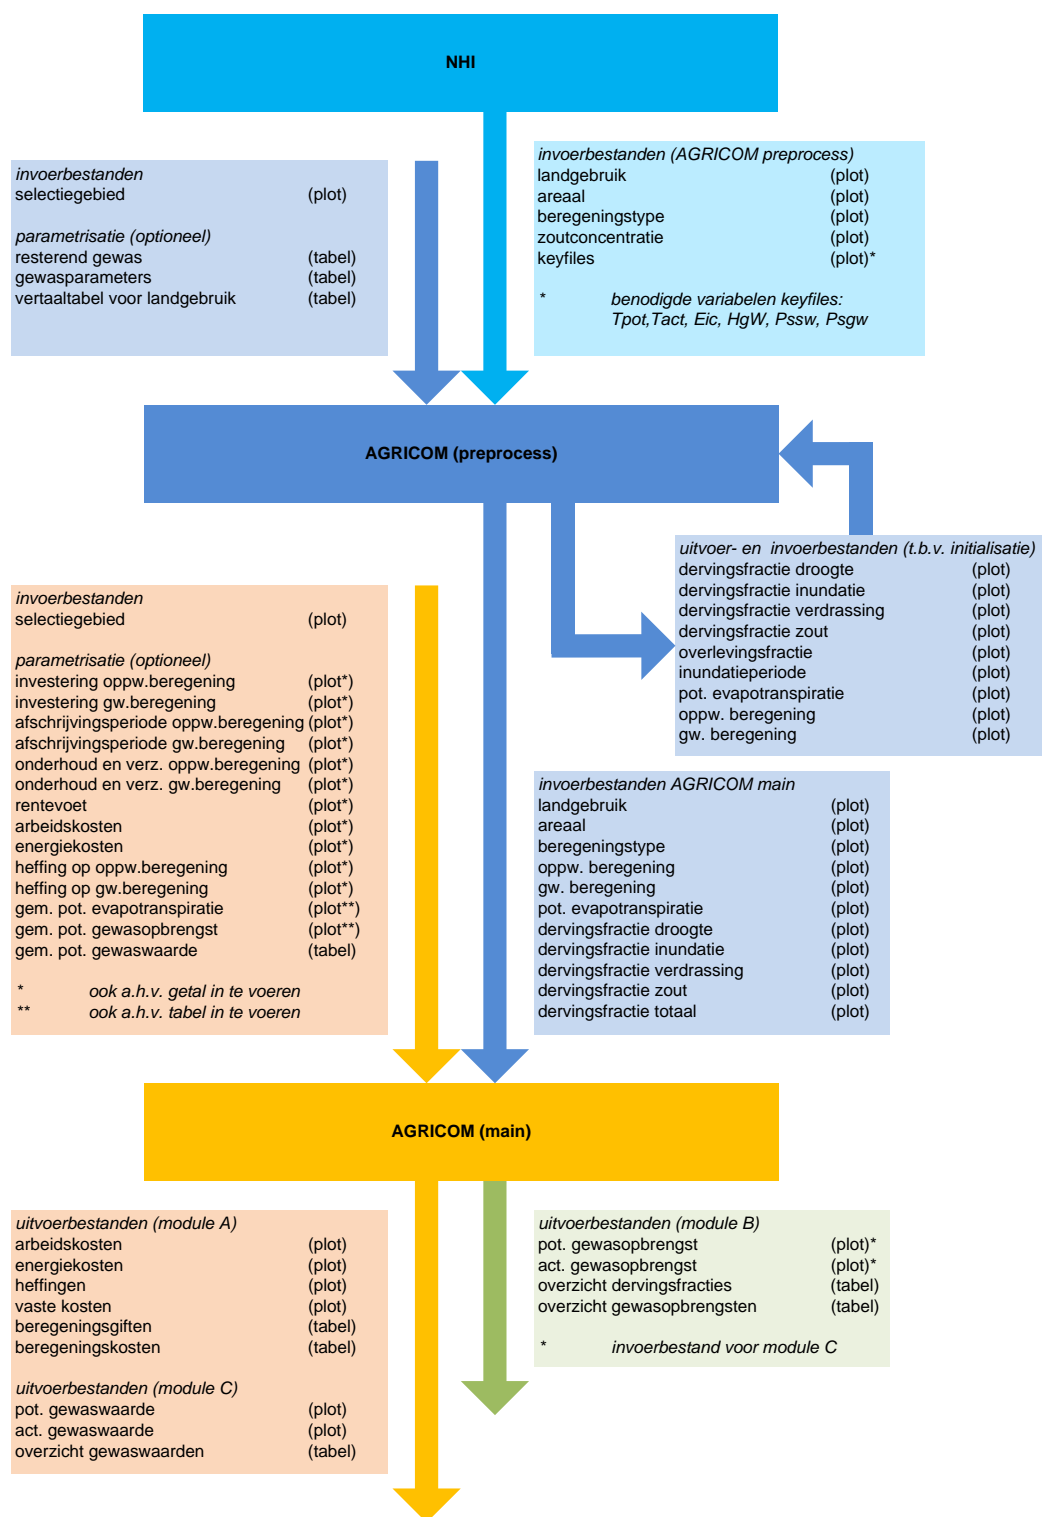 NHI
invoerbestanden
selectiegebied (plot)
parametrisatie (optioneel)
resterend gewas (tabel)
gewasparameters (tabel)
vertaaltabel voor landgebruik (tabel)
invoerbestanden (AGRICOM preprocess)
landgebruik (plot)
areaal (plot)
beregeningstype (plot)
zoutconcentratie (plot)
keyfiles (plot)*
* benodigde variabelen keyfiles:
Tpot,Tact, Eic, HgW, Pssw, Psgw
AGRICOM (preprocess)
uitvoer- en invoerbestanden (t.b.v. initialisatie)
dervingsfractie droogte (plot)
dervingsfractie inundatie (plot)
dervingsfractie verdrassing (plot)
dervingsfractie zout (plot)
overlevingsfractie (plot)
inundatieperiode (plot)
pot. evapotranspiratie (plot)
oppw. beregening (plot)
gw. beregening (plot)
invoerbestanden
selectiegebied (plot)
parametrisatie (optioneel)
investering oppw.beregening (plot*)
investering gw.beregening (plot*)
afschrijvingsperiode oppw.beregening (plot*)
afschrijvingsperiode gw.beregening (plot*)
onderhoud en verz. oppw.beregening (plot*)
onderhoud en verz. gw.beregening (plot*)
rentevoet (plot*)
arbeidskosten (plot*)
energiekosten (plot*)
heffing op oppw.beregening (plot*)
heffing op gw.beregening (plot*)
gem. pot. evapotranspiratie (plot**)
gem. pot. gewasopbrengst (plot**)
gem. pot. gewaswaarde (tabel)
* ook a.h.v. getal in te voeren
** ook a.h.v. tabel in te voeren
invoerbestanden AGRICOM main
landgebruik (plot)
areaal (plot)
beregeningstype (plot)
oppw. beregening (plot)
gw. beregening (plot)
pot. evapotranspiratie (plot)
dervingsfractie droogte (plot)
dervingsfractie inundatie (plot)
dervingsfractie verdrassing (plot)
dervingsfractie zout (plot)
dervingsfractie totaal (plot)
AGRICOM (main)
uitvoerbestanden (module A)
arbeidskosten (plot)
energiekosten (plot)
heffingen (plot)
vaste kosten (plot)
beregeningsgiften (tabel)
beregeningskosten (tabel)
uitvoerbestanden (module C)
pot. gewaswaarde (plot)
act. gewaswaarde (plot)
overzicht gewaswaarden (tabel)
uitvoerbestanden (module B)
pot. gewasopbrengst (plot)*
act. gewasopbrengst (plot)*
overzicht dervingsfracties (tabel)
overzicht gewasopbrengsten (tabel)
* invoerbestand voor module C